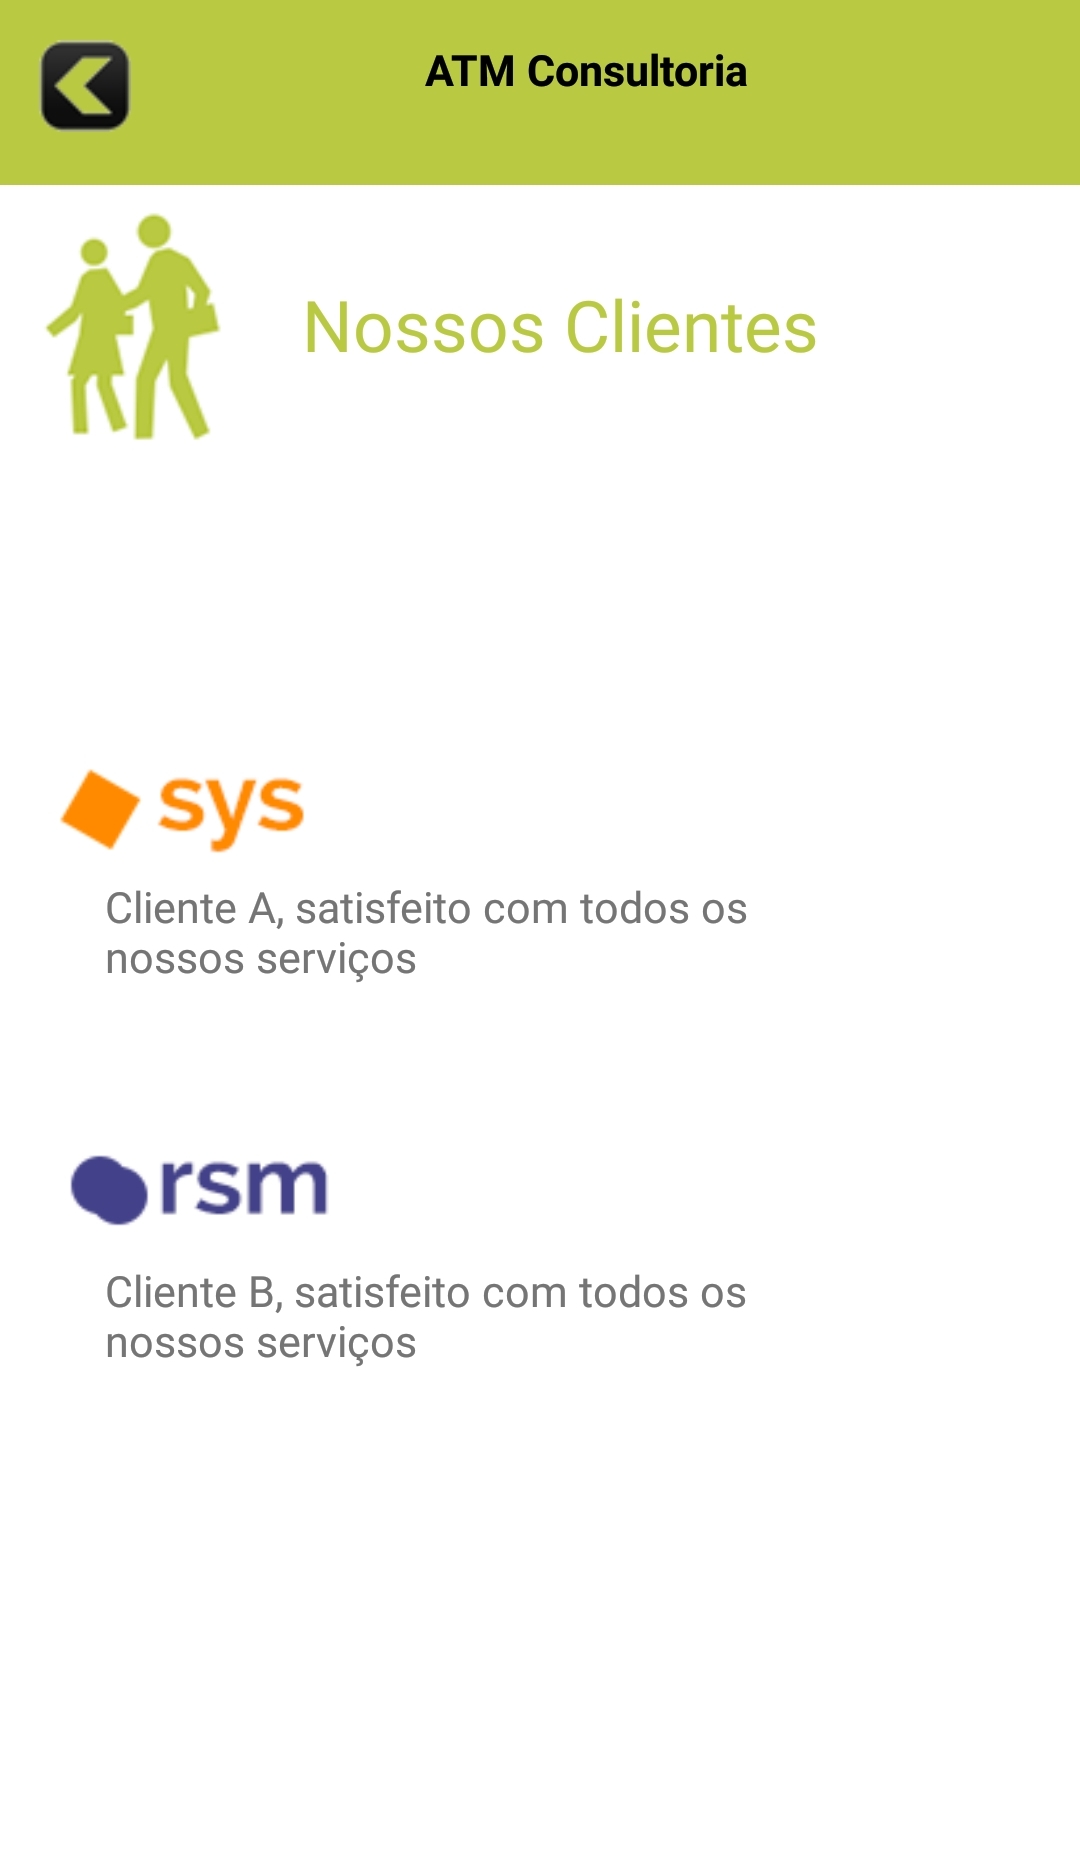 ATM Consultoria
Nossos Clientes
sys
Cliente A, satisfeito com todos os
nossos serviços
rsm
Cliente B, satisfeito com todos os
nossos serviços